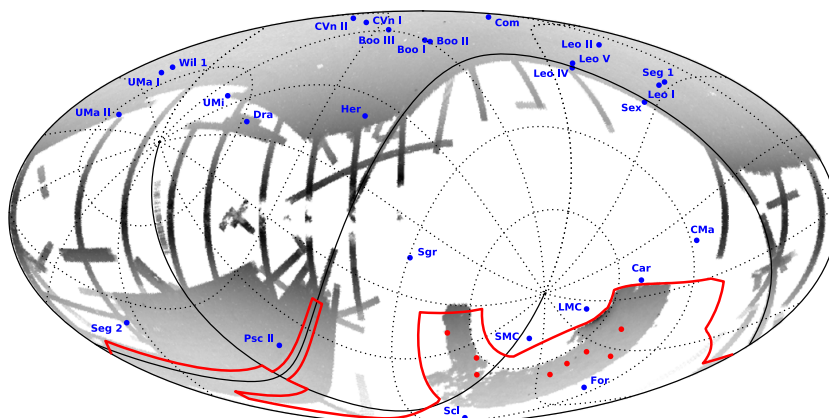 CVn II
CVn I
Com
Boo III
Boo I
Boo II
Leo II
Leo V
Leo IV
Wil 1
UMa I
Seg 1
Leo I
Sex
UMi
UMa II
Dra
Her
CMa
Sgr
Car
LMC
Seg 2
Psc II
SMC
For
Scl